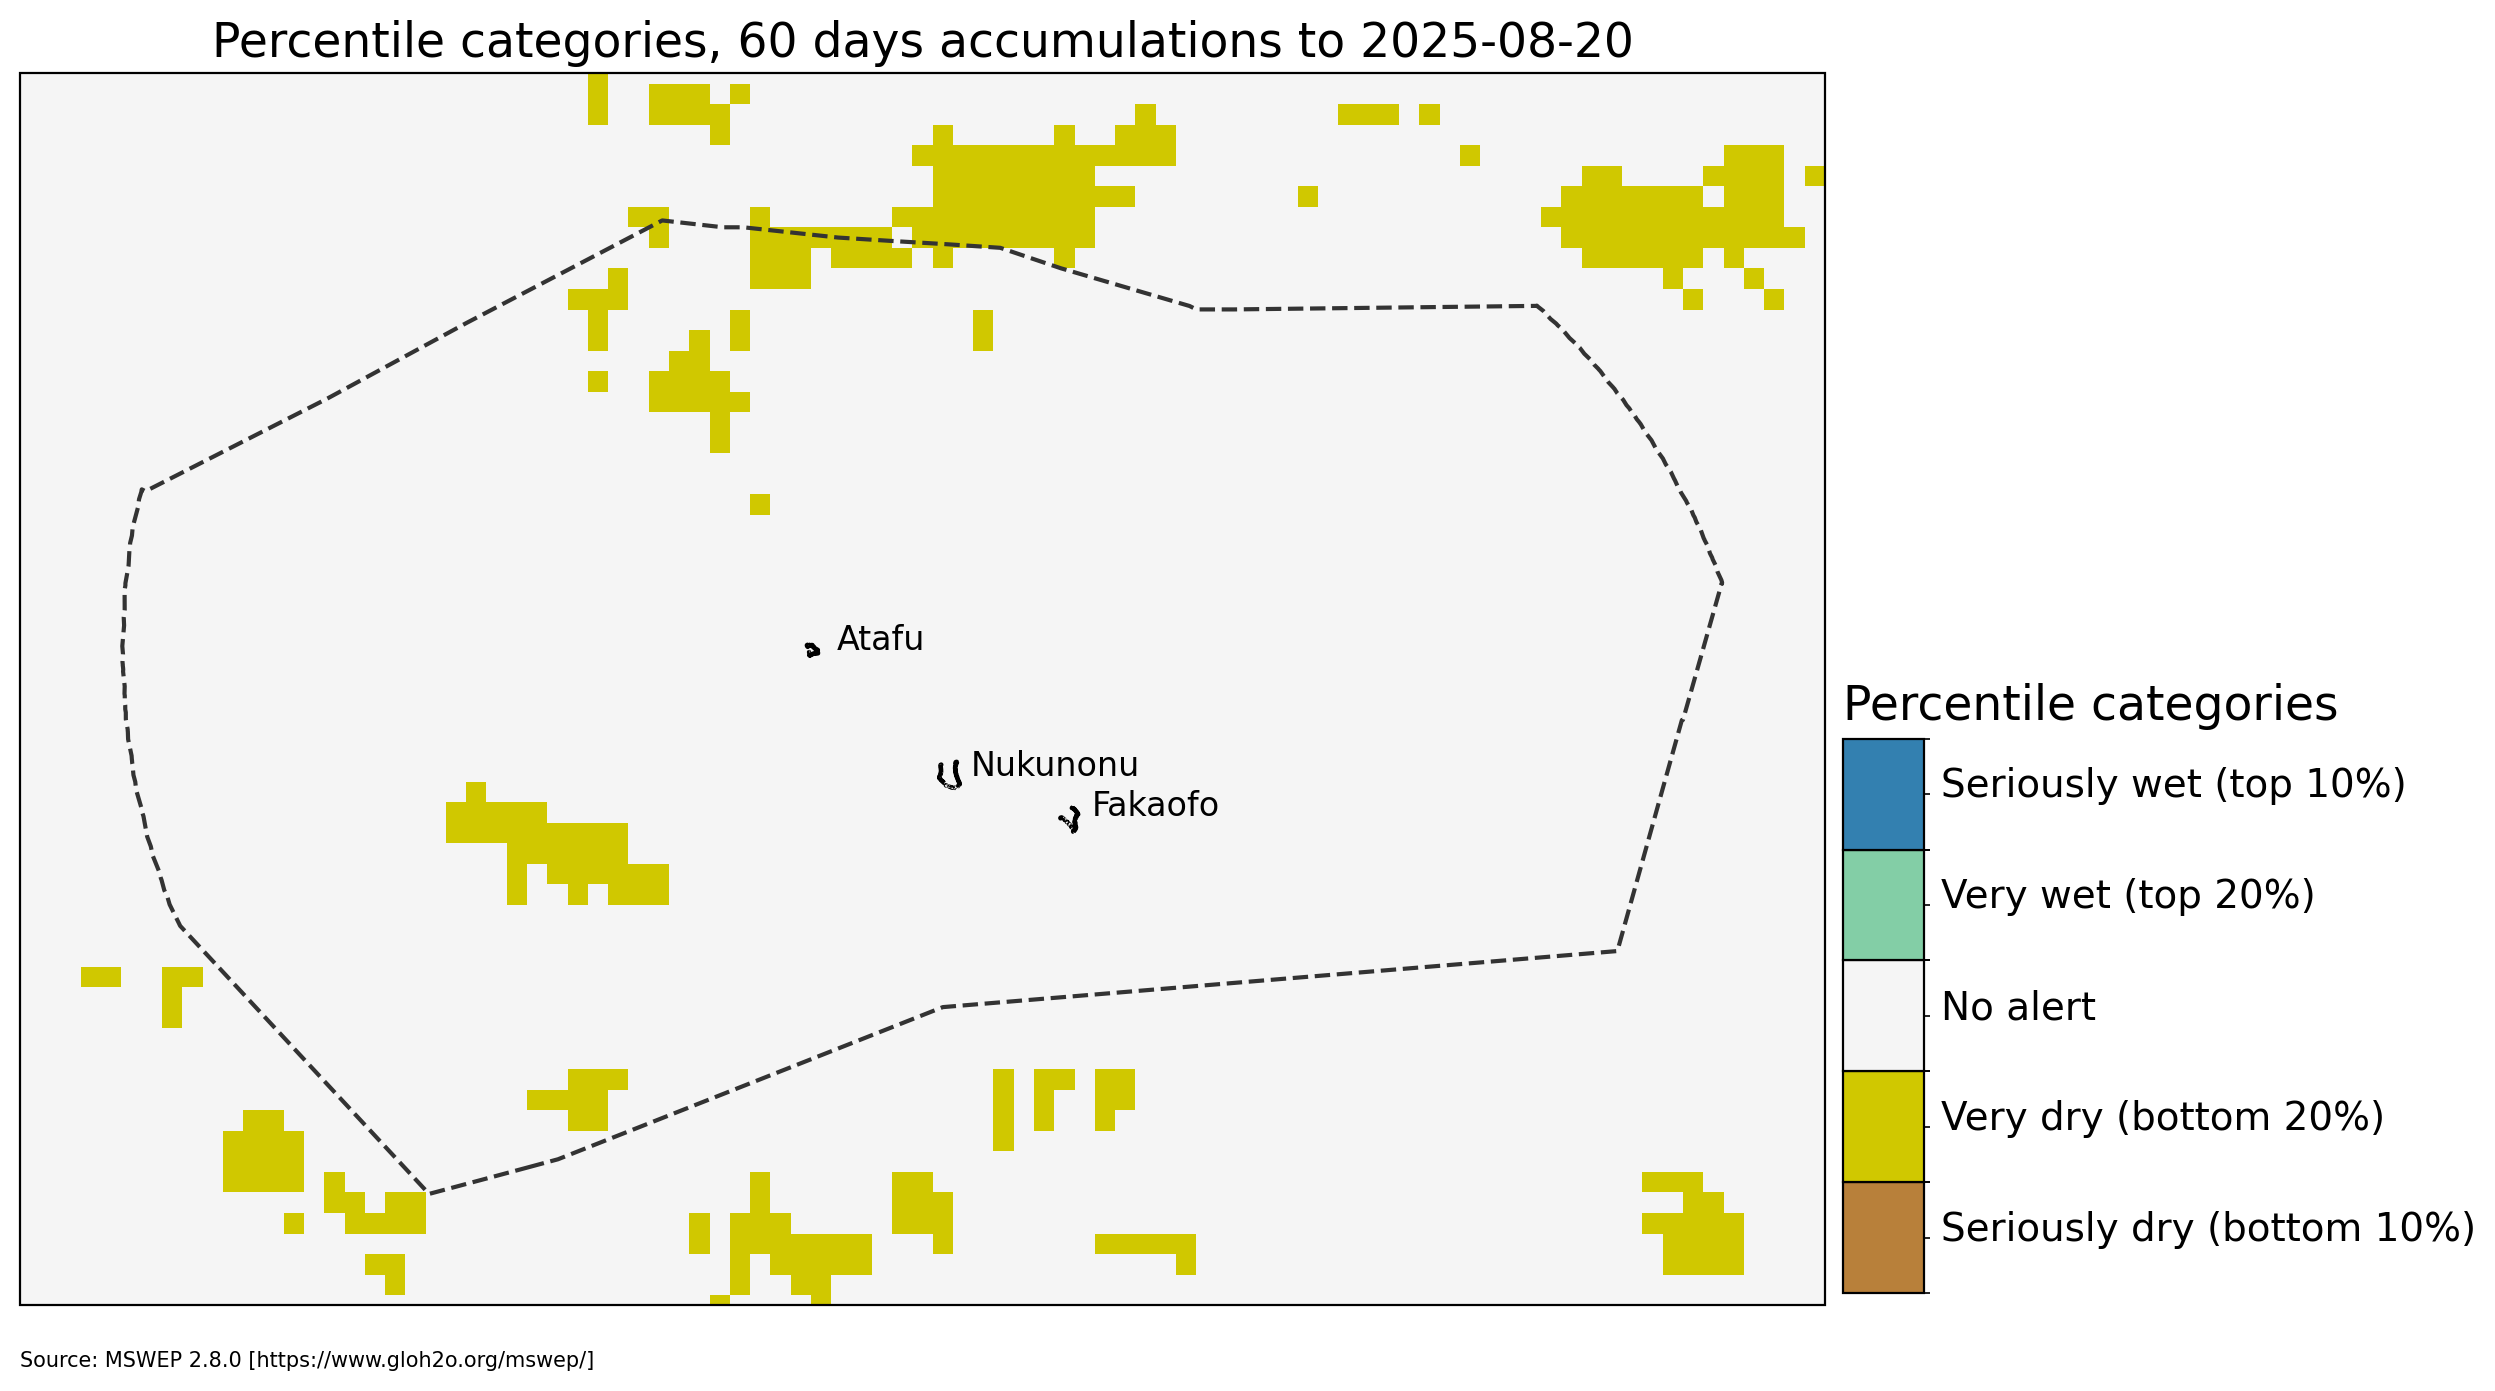 Percentile categories, 60 days accumulations to 2025-08-20
Atafu
Nukunonu
Fakaofo
Percentile categories
Seriously wet (top 10%)
Very wet (top 20%)
No alert
Very dry (bottom 20%)
Seriously dry (bottom 10%)
Source: MSWEP 2.8.0 [https://www.gloh2o.org/mswep/]